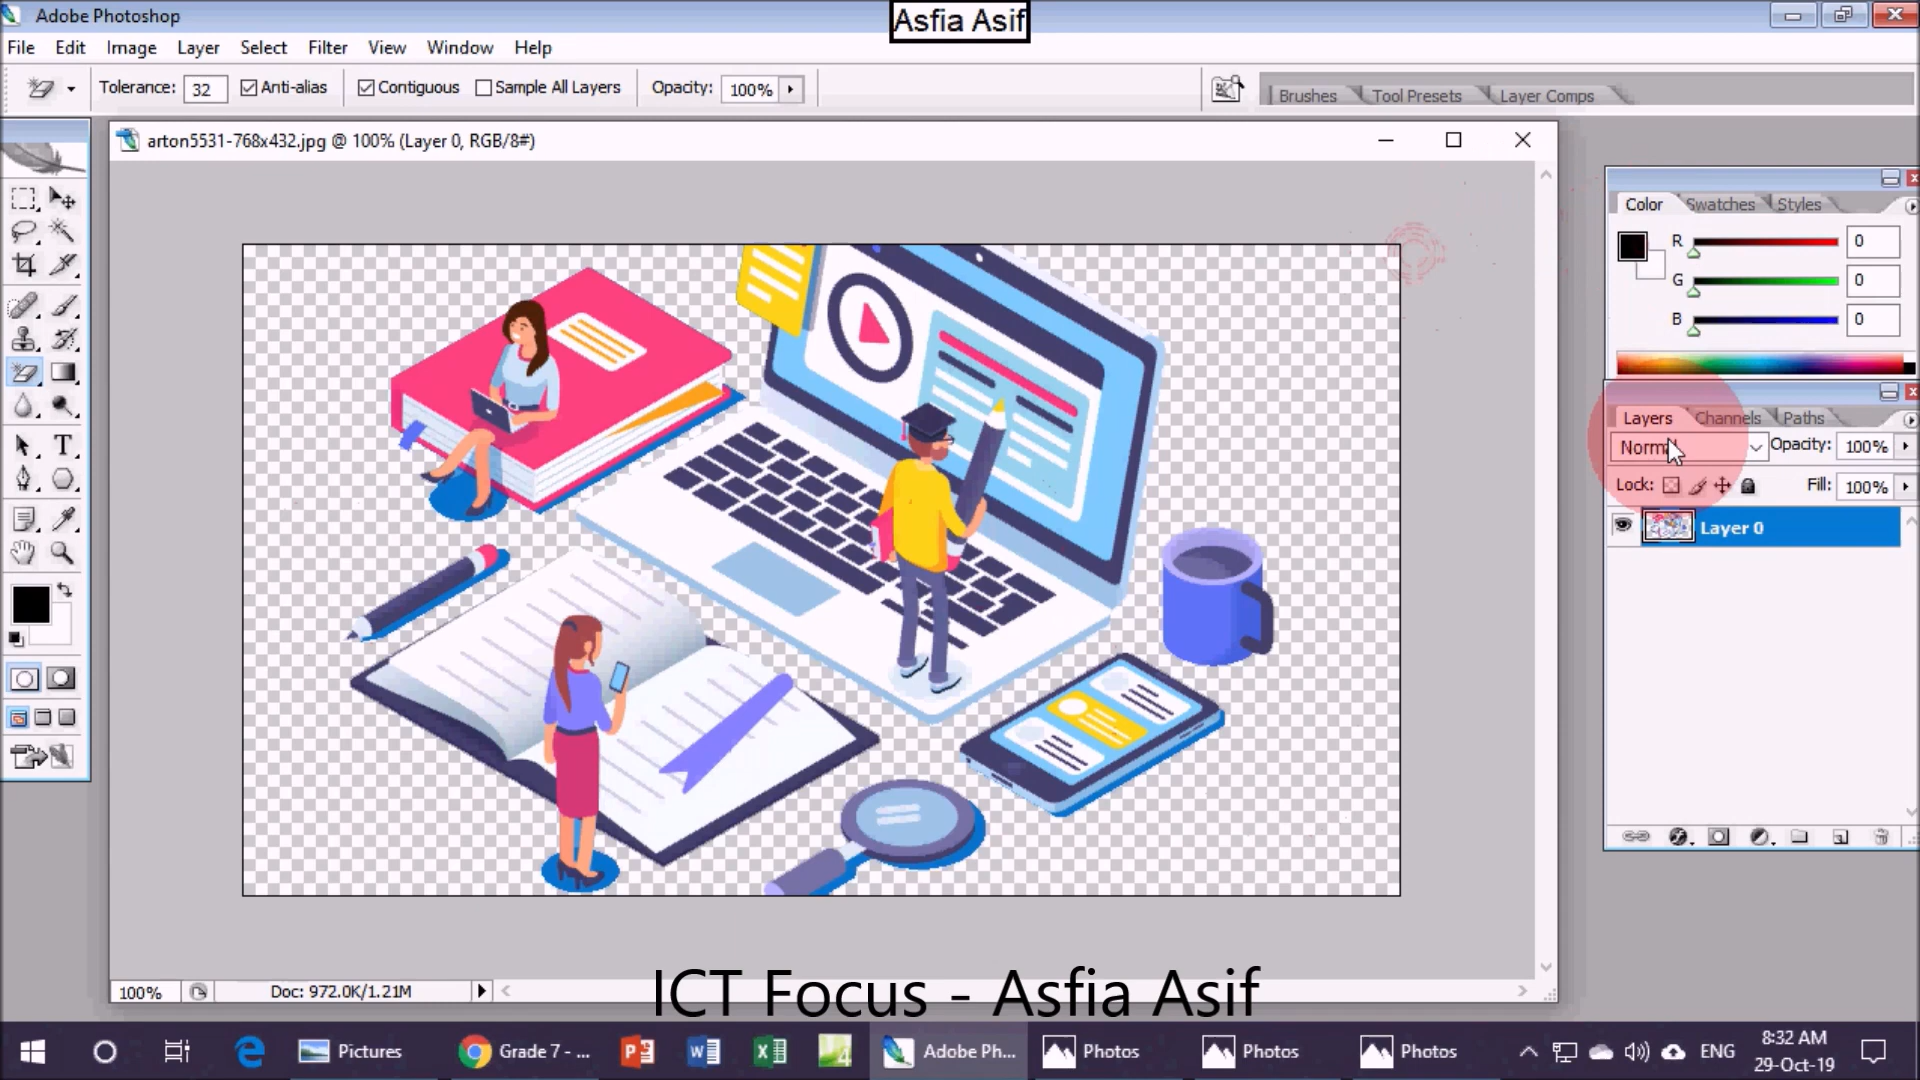 Adobe Photoshop
Asfia Asif
File Edit Image Layer Select Filter View Window Help
Tolerance: 32 Anti-alias Contiguous Sample All Layers Opacity: 100% Brushes Tool Presets Layer Comps
arton5531-768x432.jpg @ 100% (Layer 0, RGB/8#)
Color Swatches Styles
R 0
G 0
B 0
Layers Channels Paths
Opacity: 100%
Lock: Fill: 100%
Layer 0
T
100% Doc: 972.0K/1.21M
ICT Focus - Asfia Asif
Pictures Grade 7 - ... Adobe Ph... Photos Photos Photos ENG 8:32 AM
29-Oct-19